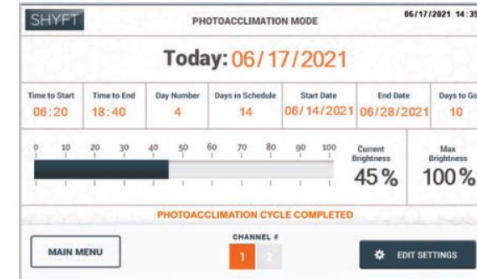 SHYFT
PHOTOACCLIMATION MODE
06/17/2021 14:35
Today: 06/17/2021
Time to Start Time to End Day Number Days in Schedule Start Date End Date Days to Go
06:20 18:40 4 14 06/14/2021 06/28/2021 10
0 10 20 30 40 50 60 70 80 90 100
Current Brightness
45%
Max Brightness
100%
PHOTOACCLIMATION CYCLE COMPLETED
MAIN MENU
CHANNEL #
1 2
EDIT SETTINGS